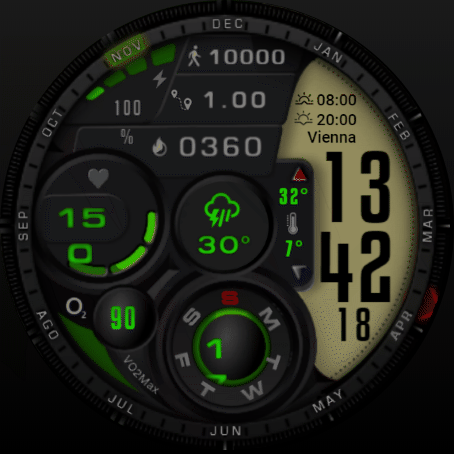 DEC
JAN
FEB
MAR
APR
MAY
JUN
JUL
AGO
SEP
OCT
NOV
10000
1.00
100
%
0360
08:00
20:00
Vienna
13
42
18
15
0
30°
32°
7°
O2
90
VO2Max
S
M
T
W
T
F
S
1